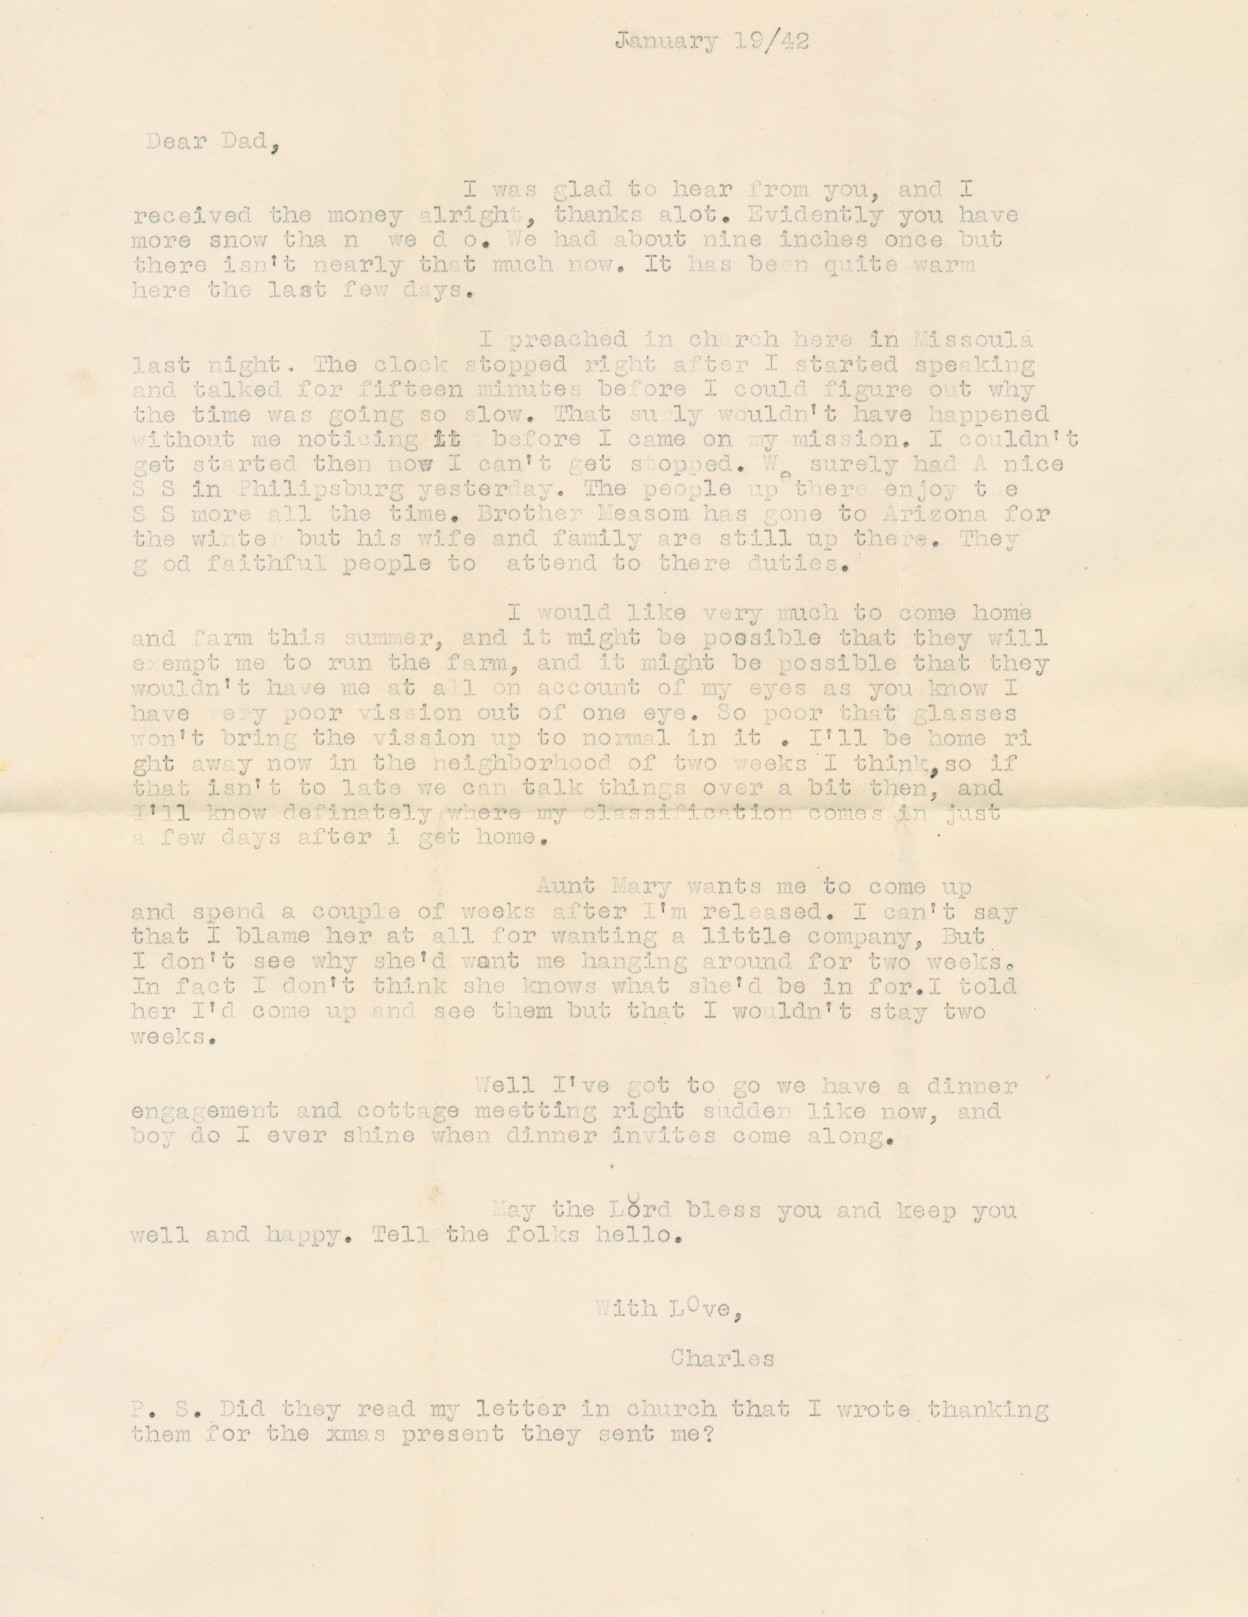 January 19/42
Dear Dad,
I was glad to hear from you, and I
received the money alright, thanks alot. Evidently you have
more snow tha n we d o. We had about nine inches once but
there isn't nearly that much now. It has been quite warm
here the last few days.
I preached in church here in Missoula
last night. The clock stopped right after I started speaking
and talked for fifteen minutes before I could figure out why
the time was going so slow. That surly wouldn't have happened
without me noticing it before I came on my mission. I couldn't
get started then now I can't get stopped. We surely had A nice
S S in Philipsburg yesterday. The people up there enjoy t e
S S more all the time. Brother Measom has gone to Arizona for
the winter but his wife and family are still up there. They
g od faithful people to attend to there duties.
I would like very much to come home
and farm this summer, and it might be possible that they will
exempt me to run the farm, and it might be possible that they
wouldn't have me at all on account of my eyes as you know I
have very poor vission out of one eye. So poor that glasses
won't bring the vission up to normal in it . I'll be home ri
ght away now in the neighborhood of two weeks I think,so if
that isn't to late we can talk things over a bit then, and
I'll know definately where my classification comes in just
a few days after i get home.
Aunt Mary wants me to come up
and spend a couple of weeks after I'm released. I can't say
that I blame her at all for wanting a little company, But
I don't see why she'd want me hanging around for two weeks.
In fact I don't think she knows what she'd be in for.I told
her I'd come up and see them but that I wouldn't stay two
weeks.
Well I've got to go we have a dinner
engagement and cottage meetting right sudden like now, and
boy do I ever shine when dinner invites come along.
May the Lord bless you and keep you
well and happy. Tell the folks hello.
With LOve,
Charles
P. S. Did they read my letter in church that I wrote thanking
them for the xmas present they sent me?